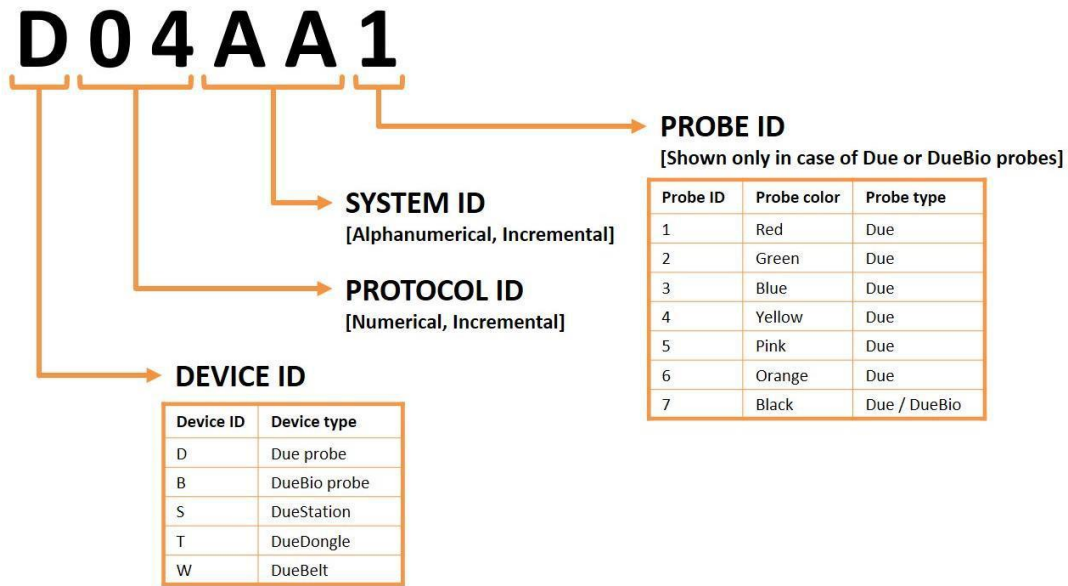 D04AA1
PROBE ID
[Shown only in case of Due or DueBio probes]
Probe ID Probe color Probe type
1 Red Due
2 Green Due
3 Blue Due
4 Yellow Due
5 Pink Due
6 Orange Due
7 Black Due / DueBio
SYSTEM ID
[Alphanumerical, Incremental]
PROTOCOL ID
[Numerical, Incremental]
DEVICE ID
Device ID Device type
D Due probe
B DueBio probe
S DueStation
T DueDongle
W DueBelt